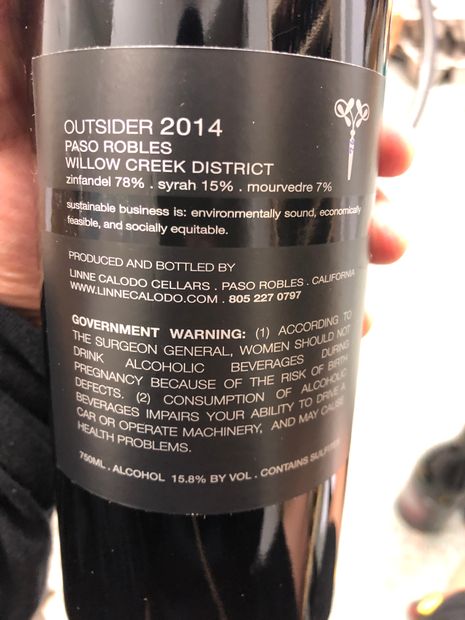 OUTSIDER 2014
PASO ROBLES
WILLOW CREEK DISTRICT
zinfandel 78% . syrah 15% . mourvedre 7%
sustainable business is: environmentally sound, economically
feasible, and socially equitable.
PRODUCED AND BOTTLED BY
LINNE CALODO CELLARS . PASO ROBLES . CALIFORNIA
WWW.LINNECALODO.COM . 805 227 0797
GOVERNMENT WARNING: (1) ACCORDING TO
THE SURGEON GENERAL, WOMEN SHOULD NOT
DRINK ALCOHOLIC BEVERAGES DURING
PREGNANCY BECAUSE OF THE RISK OF BIRTH
DEFECTS. (2) CONSUMPTION OF ALCOHOLIC
BEVERAGES IMPAIRS YOUR ABILITY TO DRIVE A
CAR OR OPERATE MACHINERY, AND MAY CAUSE
HEALTH PROBLEMS.
750ML . ALCOHOL 15.8% BY VOL . CONTAINS SULFITES